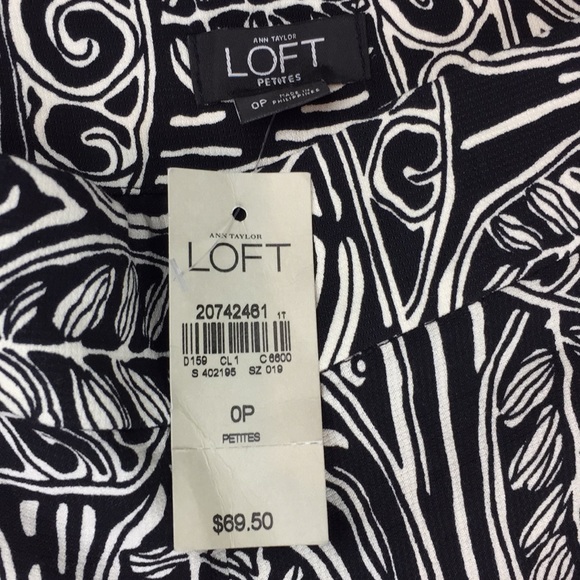 ANN TAYLOR
LOFT
PETITES
0P
MADE IN
PHILIPPINES
ANN TAYLOR
LOFT
20742461 1T
D159 CL1 C6600
S 402195 SZ 019
0P
PETITES
$69.50